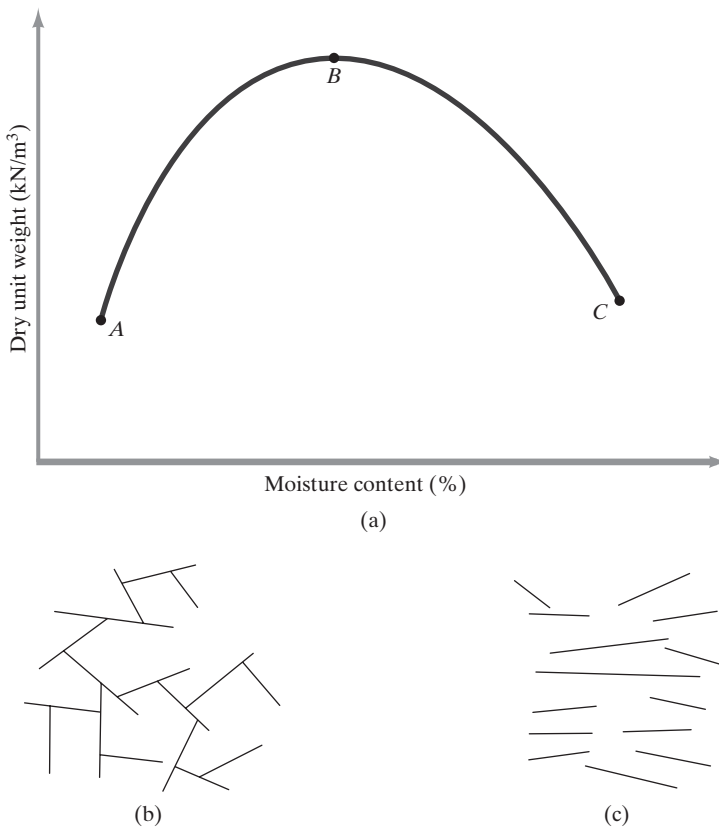 B
Dry unit weight (kN/m³)
A
C
Moisture content (%)
(a)
(b)
(c)